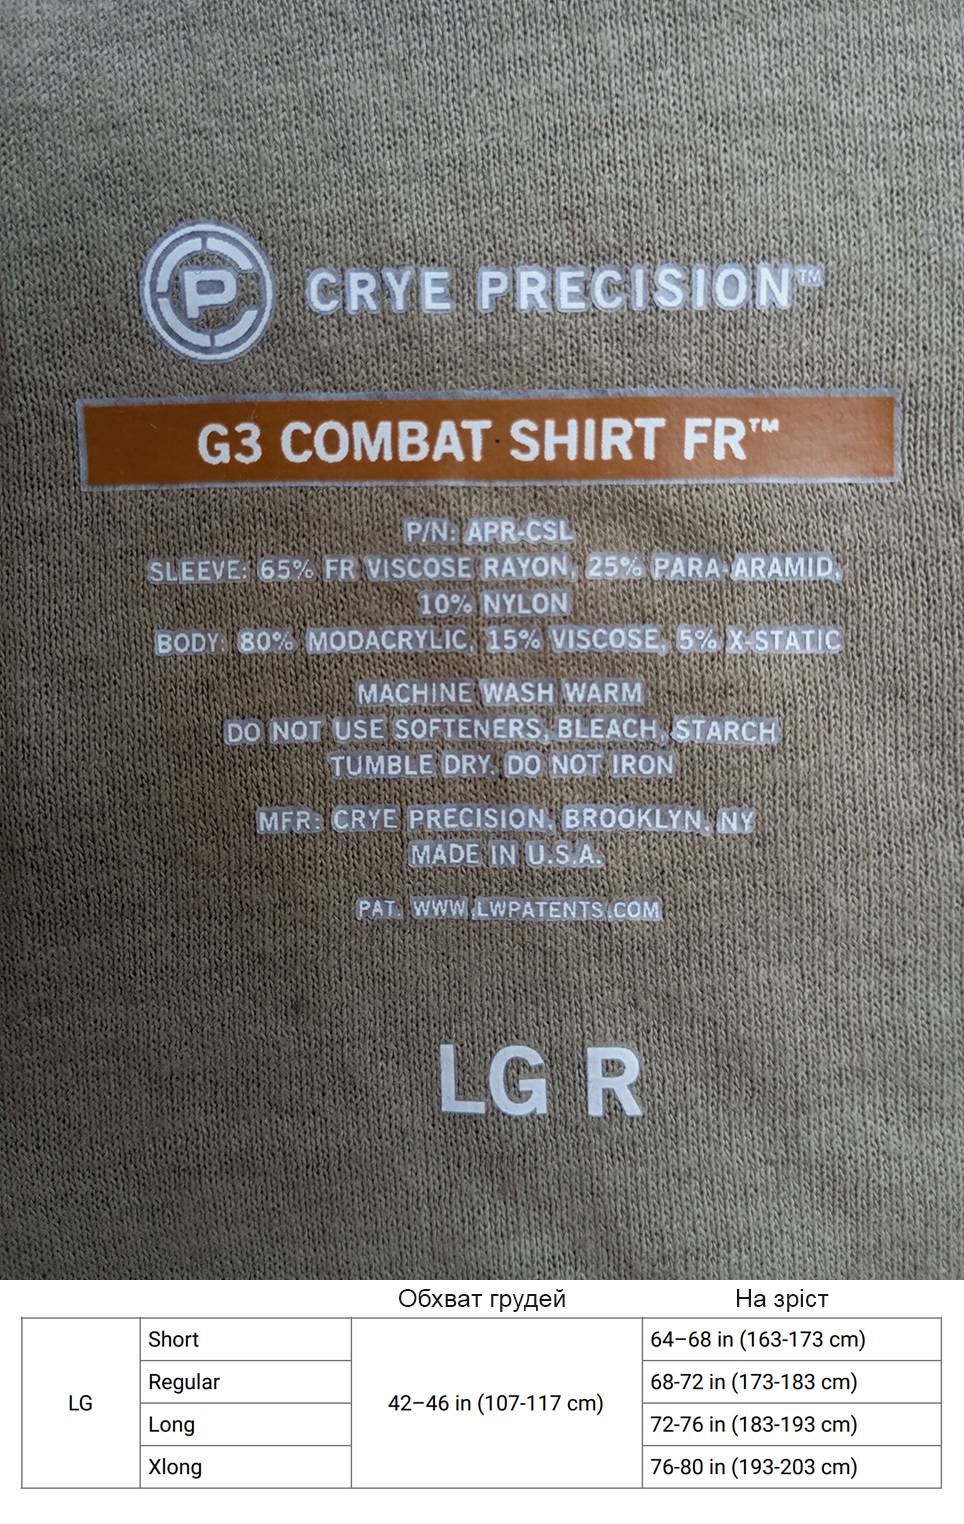 CRYE PRECISION™
G3 COMBAT SHIRT FR™
P/N: APR-CSL
SLEEVE: 65% FR VISCOSE RAYON, 25% PARA-ARAMID,
10% NYLON
BODY: 80% MODACRYLIC, 15% VISCOSE, 5% X-STATIC
MACHINE WASH WARM
DO NOT USE SOFTENERS, BLEACH, STARCH
TUMBLE DRY. DO NOT IRON
MFR: CRYE PRECISION, BROOKLYN, NY
MADE IN U.S.A.
PAT. WWW.LWPATENTS.COM
LG R
Обхват грудей На зріст
LG
Short 42–46 in (107-117 cm) 64–68 in (163-173 cm)
Regular 68-72 in (173-183 cm)
Long 72-76 in (183-193 cm)
Xlong 76-80 in (193-203 cm)